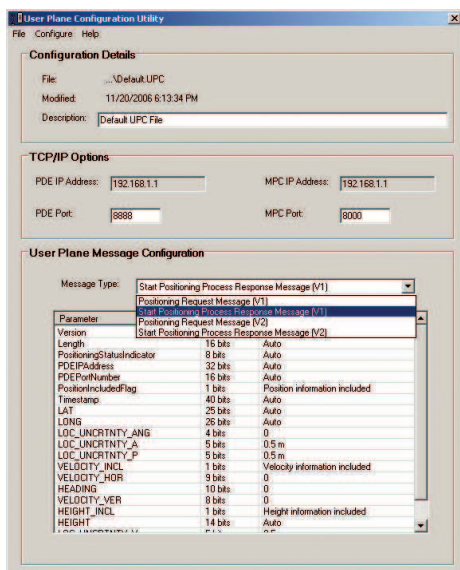 User Plane Configuration Utility
File Configure Help
Configuration Details
File: ...\Default.UPC
Modified: 11/20/2006 6:13:34 PM
Description: Default UPC File
TCP/IP Options
PDE IP Address: 192.168.1.1 MPC IP Address: 192.168.1.1
PDE Port: 8888 MPC Port: 8000
User Plane Message Configuration
Message Type: Start Positioning Process Response Message (V1)
Positioning Request Message (V1)
Start Positioning Process Response Message (V1)
Positioning Request Message (V2)
Start Positioning Process Response Message (V2)
Parameter
Version
Length 16 bits Auto
PositioningStatusIndicator 8 bits Auto
PDEIPAddress 32 bits Auto
PDEPortNumber 16 bits Auto
PositionIncludedFlag 1 bits Position information included
Timestamp 40 bits Auto
LAT 25 bits Auto
LONG 26 bits Auto
LOC_UNCRTNTY_ANG 4 bits 0
LOC_UNCRTNTY_A 5 bits 0.5 m
LOC_UNCRTNTY_P 5 bits 0.5 m
VELOCITY_INCL 1 bits Velocity information included
VELOCITY_HOR 9 bits 0
HEADING 10 bits 0
VELOCITY_VER 8 bits 0
HEIGHT_INCL 1 bits Height information included
HEIGHT 14 bits Auto